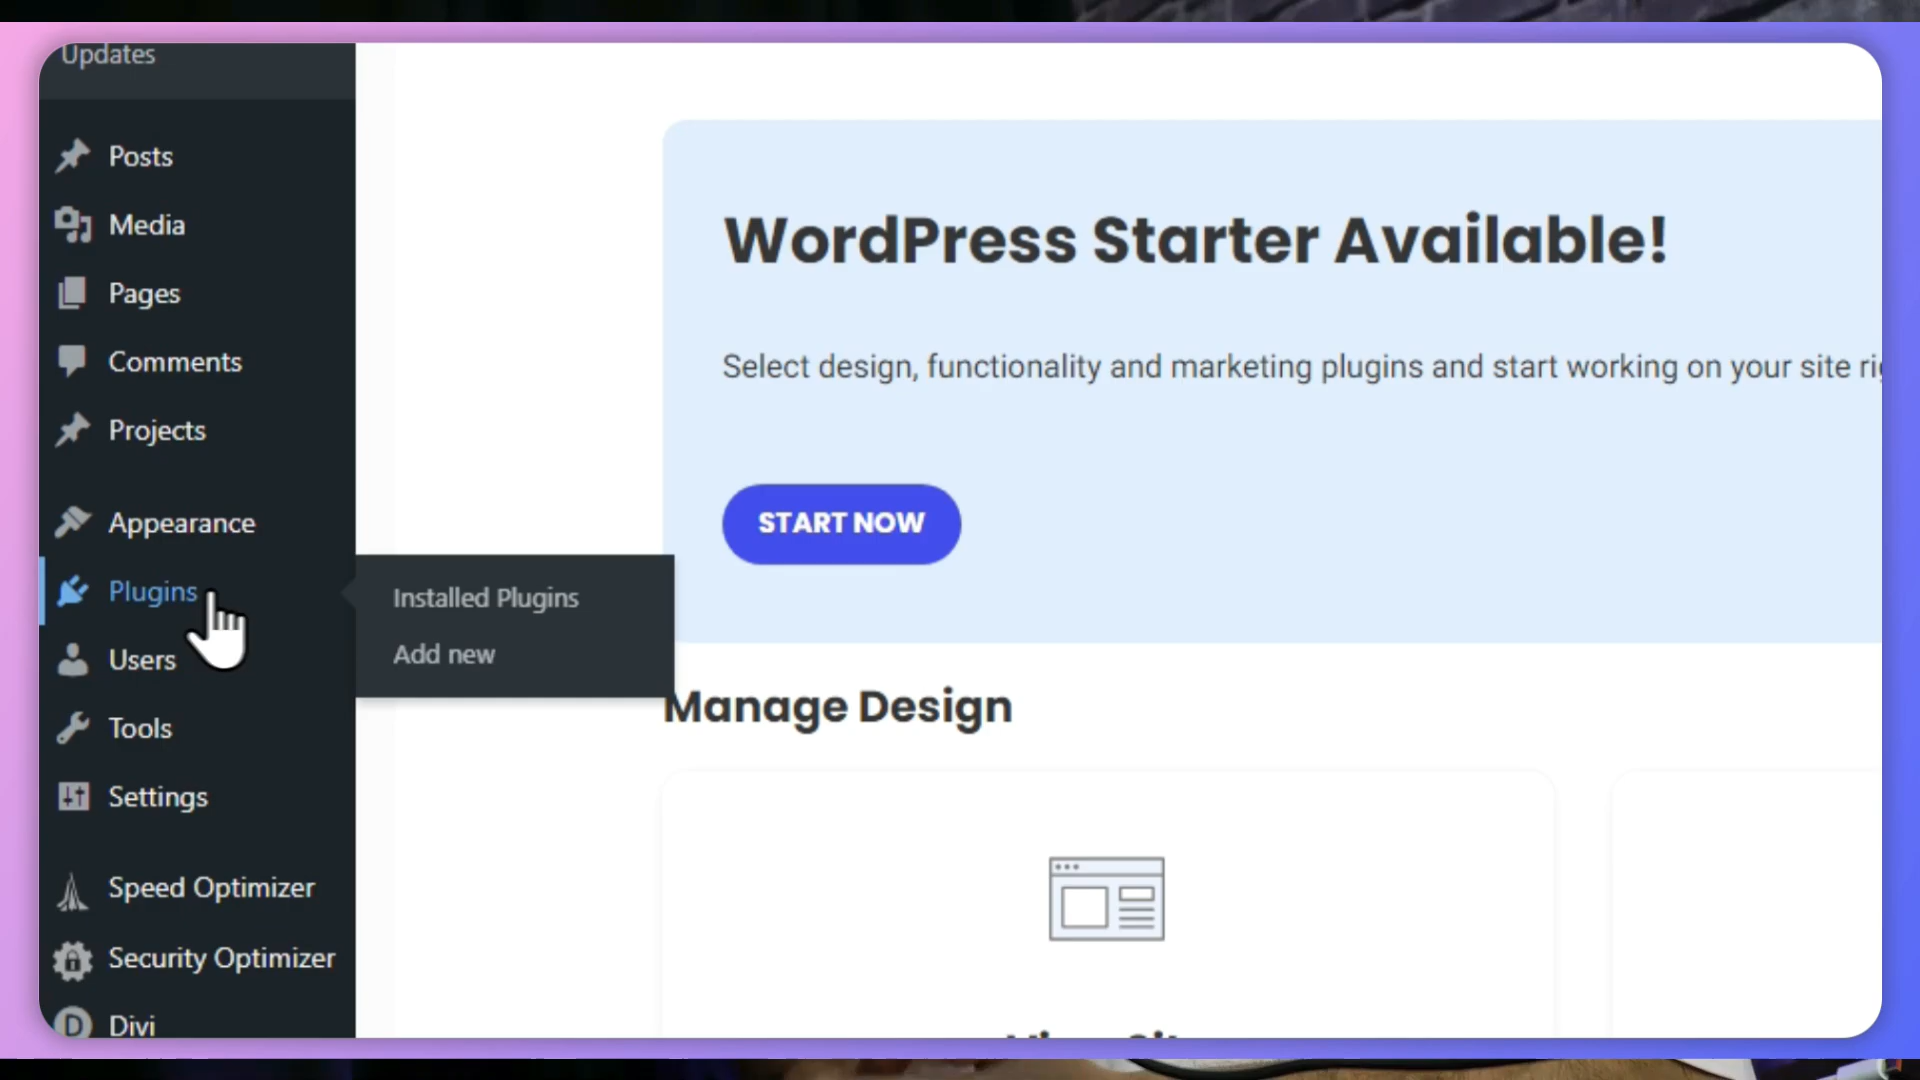 Updates
Posts
Media
Pages
Comments
Projects
Appearance
Plugins
Users
Tools
Settings
Speed Optimizer
Security Optimizer
Divi
Installed Plugins
Add new
WordPress Starter Available!
Select design, functionality and marketing plugins and start working on your site
START NOW
Manage Design